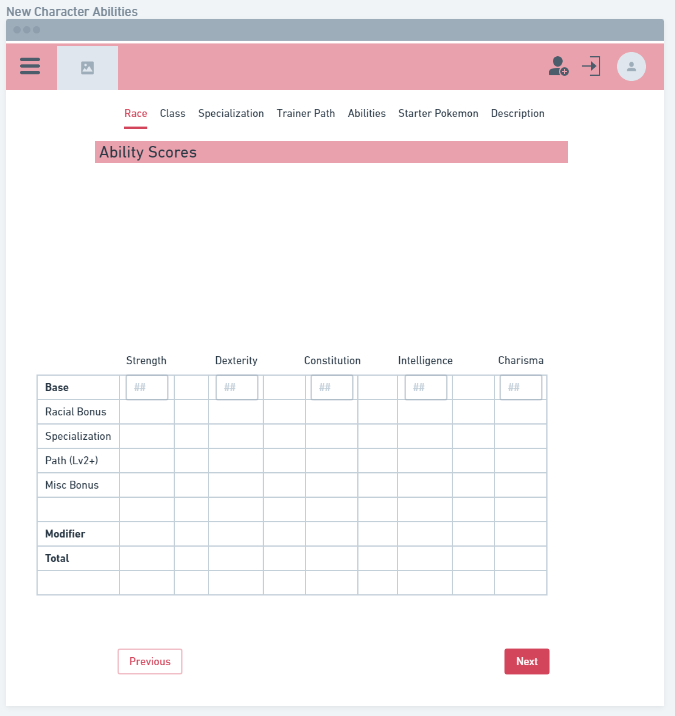 New Character Abilities
Race Class Specialization Trainer Path Abilities Starter Pokemon Description
Ability Scores
Strength Dexterity Constitution Intelligence Charisma
Base ## ## ## ## ##
Racial Bonus
Specialization
Path (Lv2+)
Misc Bonus
Modifier
Total
Previous Next